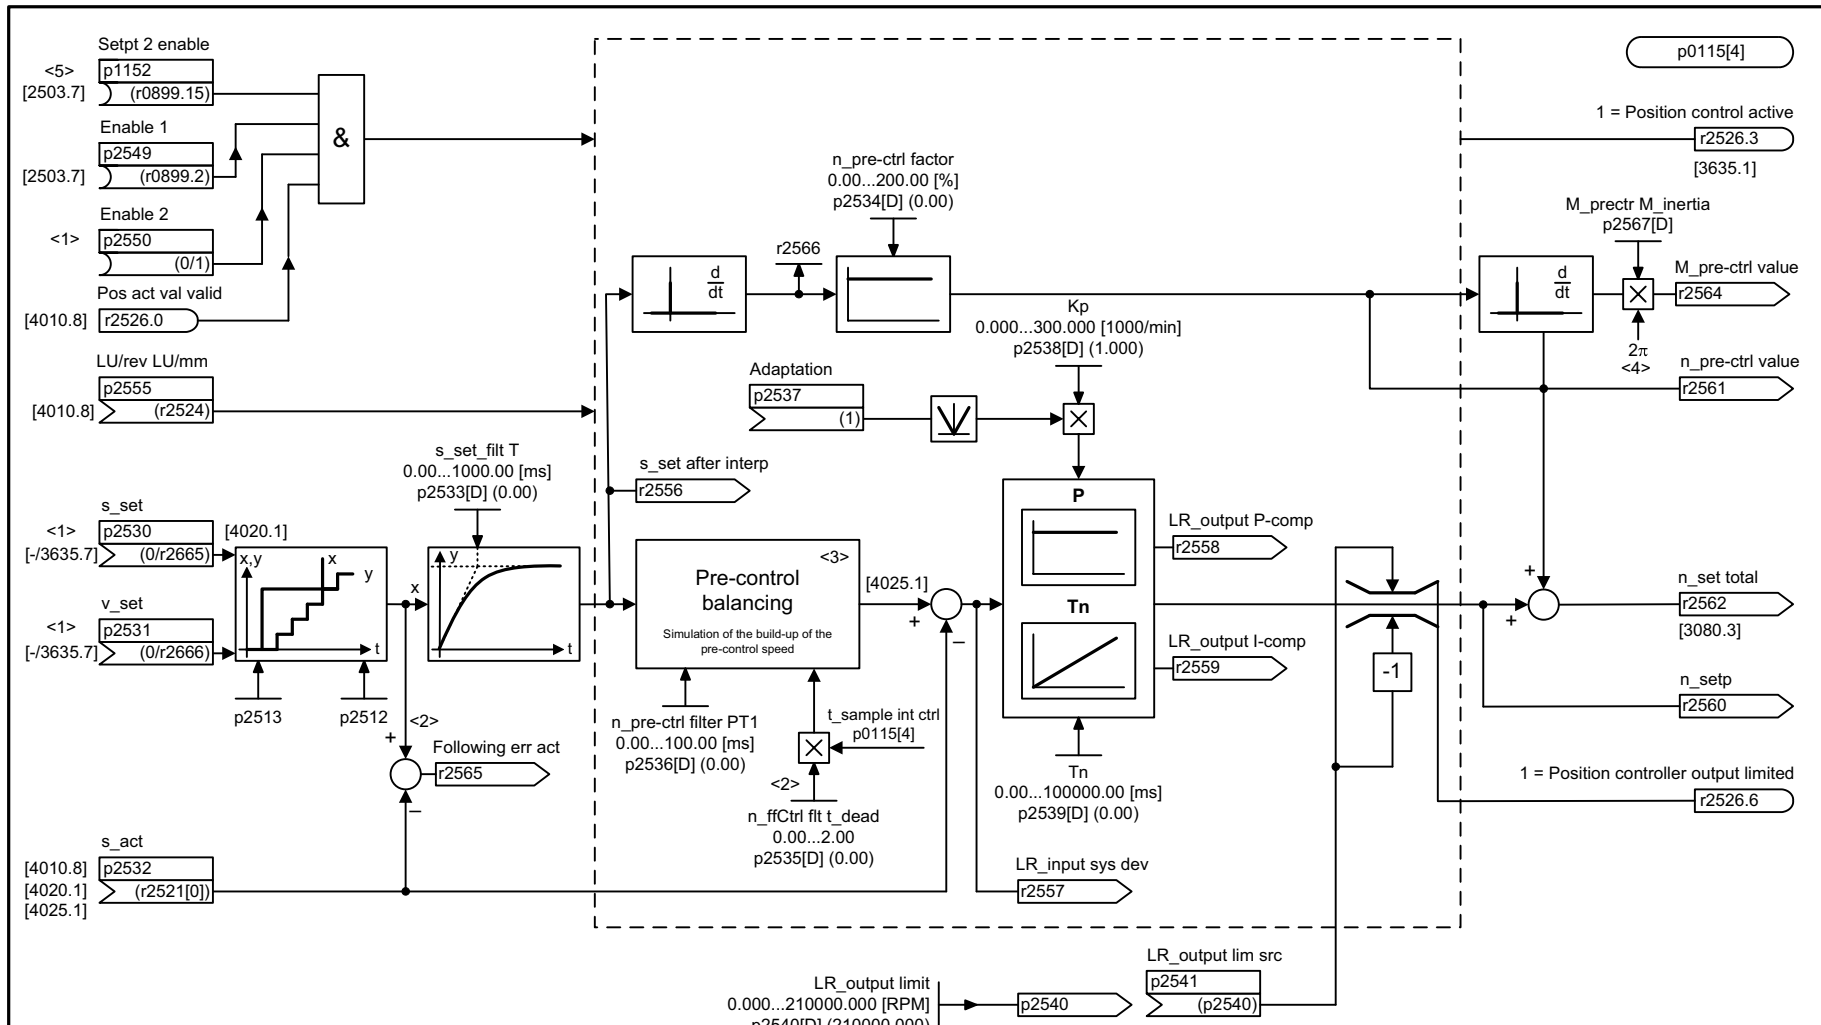 Setpt 2 enable
<5>
p1152
[2503.7]
(r0899.15)
Enable 1
p2549
[2503.7]
(r0899.2)
Enable 2
<1>
p2550
(0/1)
Pos act val valid
[4010.8]
r2526.0
&
LU/rev LU/mm
p2555
[4010.8]
(r2524)
s_set_filt T
0.00...1000.00 [ms]
p2533[D] (0.00)
s_set
<1>
p2530
[-/3635.7]
(0/r2665)
[4020.1]
v_set
<1>
p2531
[-/3635.7]
(0/r2666)
x,y
x
y
t
p2513
p2512
x
y
t
<2>
+
–
Following err act
r2565
s_act
[4010.8]
p2532
[4020.1]
(r2521[0])
[4025.1]
n_pre-ctrl factor
0.00...200.00 [%]
p2534[D] (0.00)
r2566
d
dt
Kp
0.000...300.000 [1000/min]
p2538[D] (1.000)
Adaptation
p2537
(1)
s_set after interp
r2556
<3>
Pre-control
balancing
Simulation of the build-up of the
pre-control speed
[4025.1]
+
–
n_pre-ctrl filter PT1
0.00...100.00 [ms]
p2536[D] (0.00)
t_sample int ctrl
p0115[4]
<2>
n_ffCtrl flt t_dead
0.00...2.00
p2535[D] (0.00)
P
Tn
LR_output P-comp
r2558
LR_output I-comp
r2559
Tn
0.00...100000.00 [ms]
p2539[D] (0.00)
LR_input sys dev
r2557
-1
LR_output limit
0.000...210000.000 [RPM]
p2540[D] (210000.000)
p2540
LR_output lim src
p2541
(p2540)
p0115[4]
1 = Position control active
r2526.3
[3635.1]
M_prectr M_inertia
p2567[D]
d
dt
M_pre-ctrl value
r2564
2π
<4>
n_pre-ctrl value
r2561
+
+
n_set total
r2562
[3080.3]
n_setp
r2560
1 = Position controller output limited
r2526.6